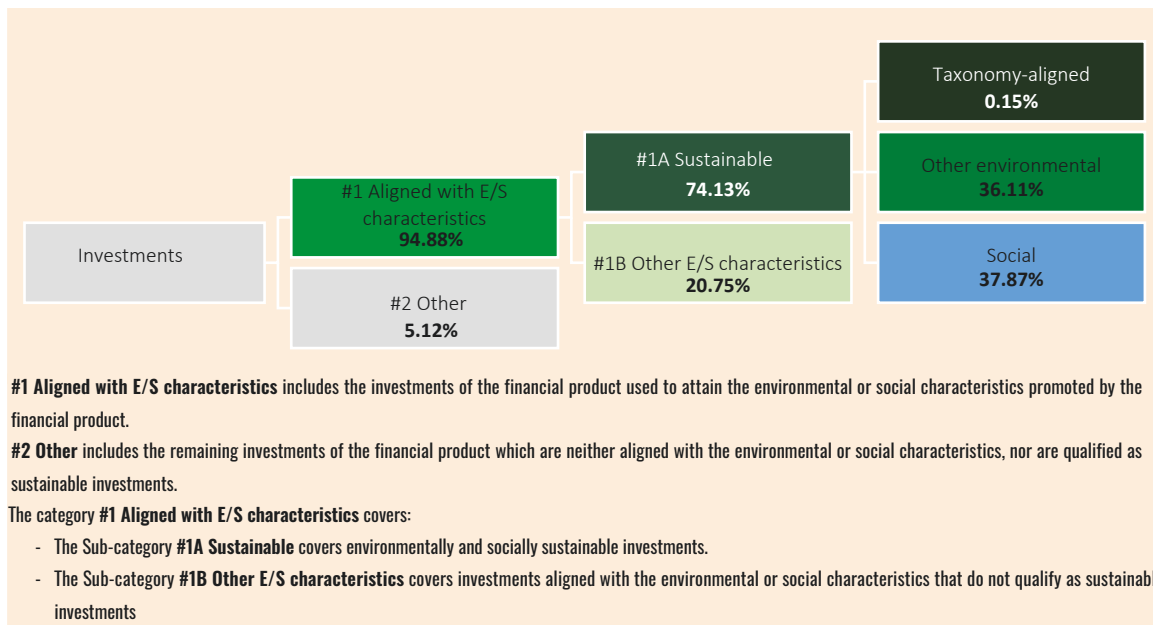 Taxonomy-aligned
0.15%
#1A Sustainable
74.13%
Other environmental
36.11%
#1 Aligned with E/S
characteristics
94.88%
Investments
#1B Other E/S characteristics
20.75%
Social
37.87%
#2 Other
5.12%
#1 Aligned with E/S characteristics includes the investments of the financial product used to attain the environmental or social characteristics promoted by the
financial product.
#2 Other includes the remaining investments of the financial product which are neither aligned with the environmental or social characteristics, nor are qualified as
sustainable investments.
The category #1 Aligned with E/S characteristics covers:
- The Sub-category #1A Sustainable covers environmentally and socially sustainable investments.
- The Sub-category #1B Other E/S characteristics covers investments aligned with the environmental or social characteristics that do not qualify as sustainabl
investments